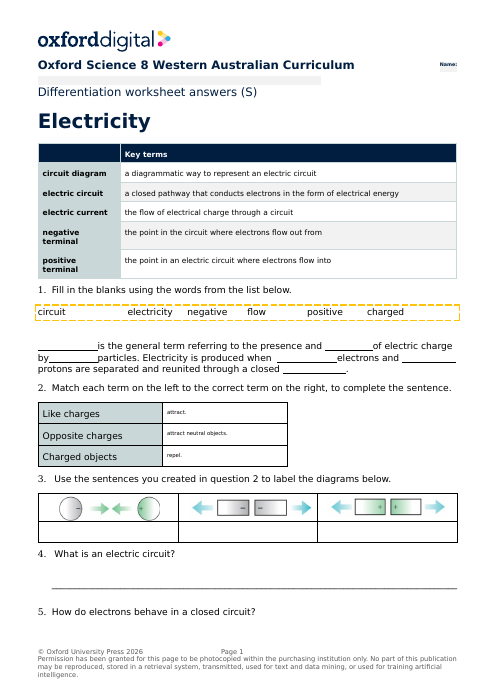 oxforddigital
Oxford Science 8 Western Australian Curriculum
Name:
Differentiation worksheet answers (S)
Electricity
Key terms
circuit diagram a diagrammatic way to represent an electric circuit
electric circuit a closed pathway that conducts electrons in the form of electrical energy
electric current the flow of electrical charge through a circuit
negative terminal the point in the circuit where electrons flow out from
positive terminal the point in an electric circuit where electrons flow into
1. Fill in the blanks using the words from the list below.
circuit electricity negative flow positive charged
____________is the general term referring to the presence and __________of electric charge
by__________particles. Electricity is produced when ____________electrons and ___________
protons are separated and reunited through a closed _____________.
2. Match each term on the left to the correct term on the right, to complete the sentence.
Like charges attract.
Opposite charges attract neutral objects.
Charged objects repel.
3. Use the sentences you created in question 2 to label the diagrams below.
− + − − + +
4. What is an electric circuit?
5. How do electrons behave in a closed circuit?
© Oxford University Press 2026 Page 1
Permission has been granted for this page to be photocopied within the purchasing institution only. No part of this publication
may be reproduced, stored in a retrieval system, transmitted, used for text and data mining, or used for training artificial
intelligence.